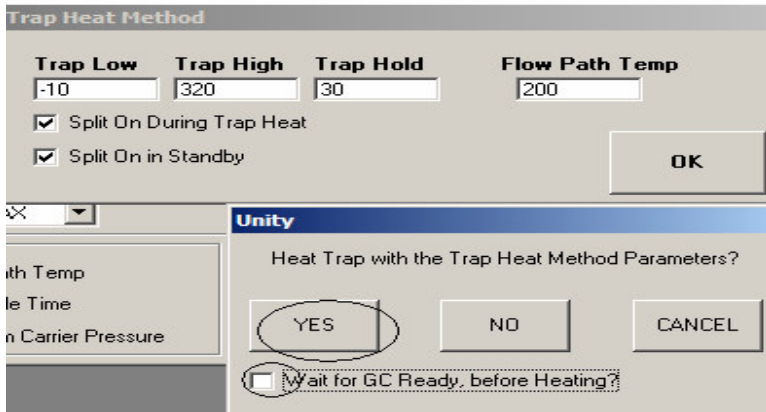 Trap Heat Method
Trap Low Trap High Trap Hold Flow Path Temp
-10 320 30 200
Split On During Trap Heat
Split On in Standby
OK
Unity
Heat Trap with the Trap Heat Method Parameters?
th Temp
le Time
YES NO CANCEL
n Carrier Pressure
Wait for GC Ready, before Heating?